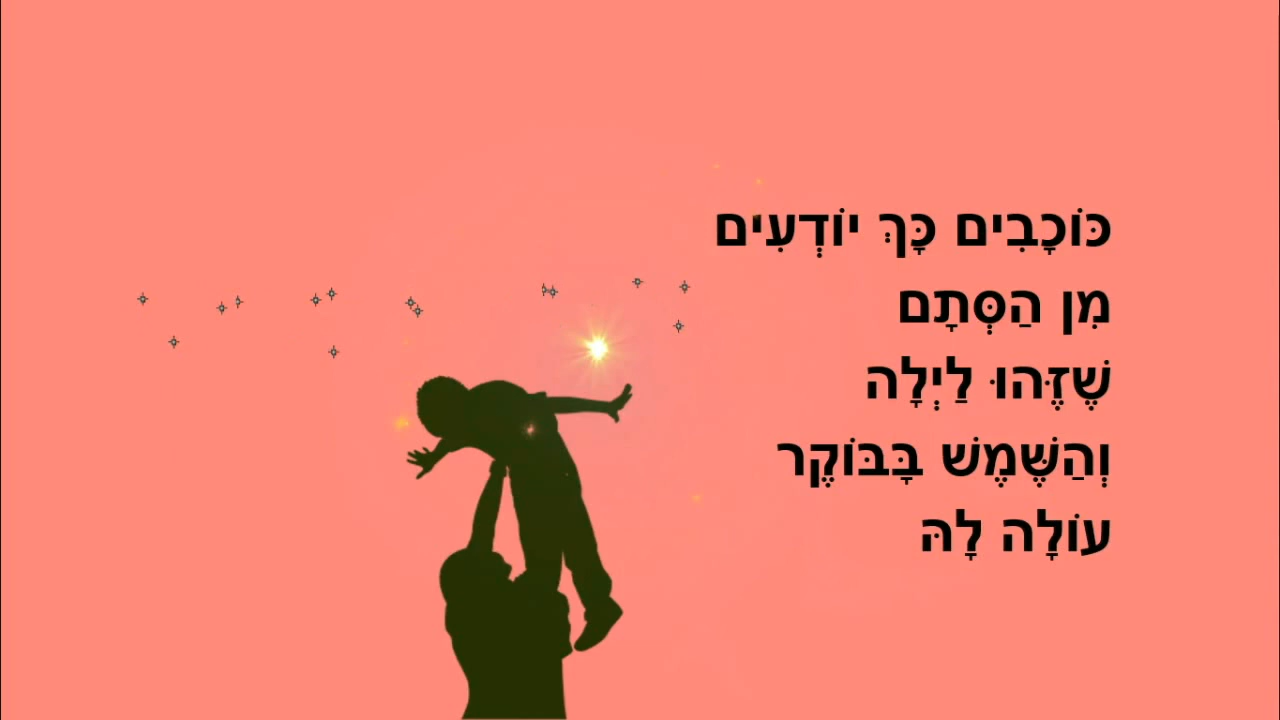 כּוֹכָבִים כָּךְ יוֹדְעִים
מִן הַסְּתָם
שֶׁזֶּהוּ לַיְלָה
וְהַשֶּׁמֶשׁ בָּבּוֹקֶר
עוֹלָה לָהּ